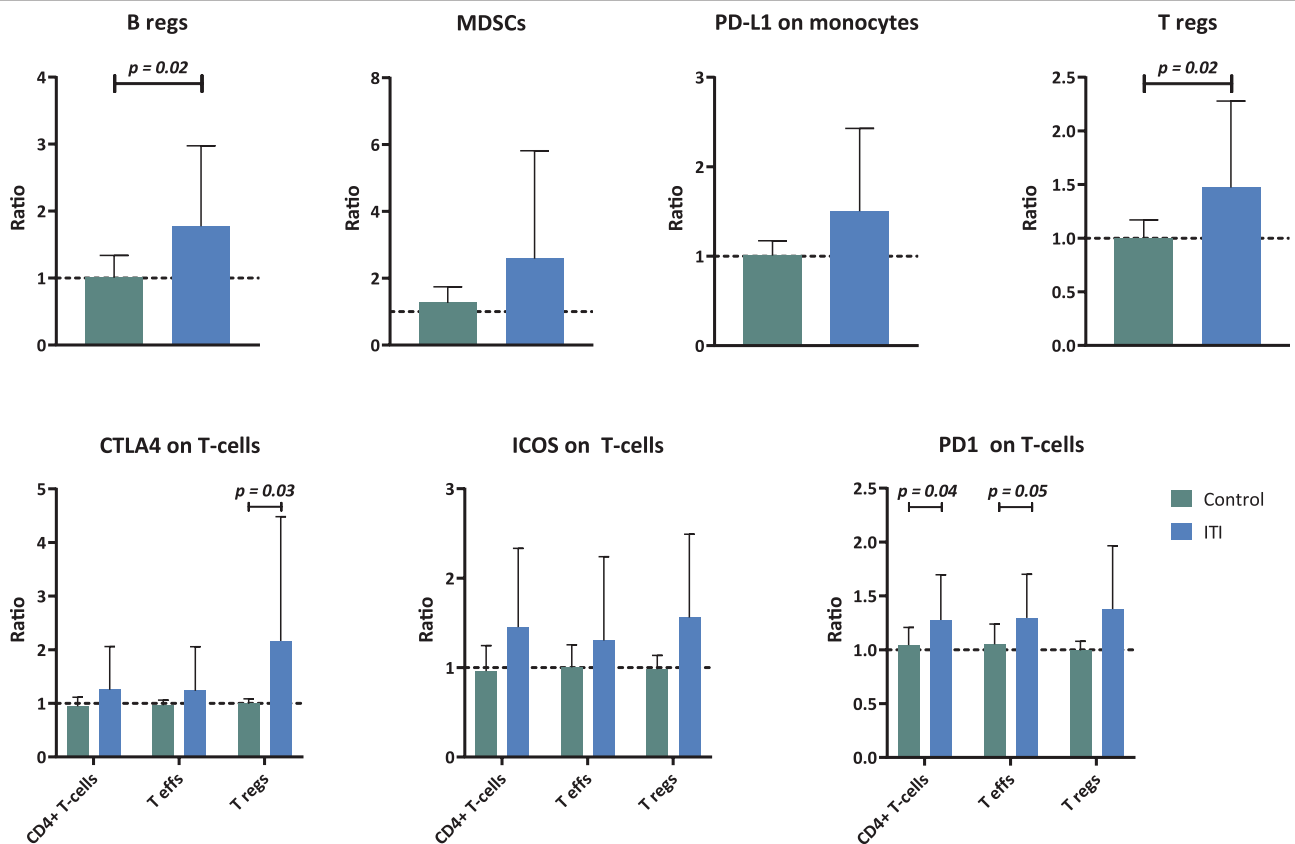 B regs
MDSCs
PD-L1 on monocytes
T regs
p = 0.02
4
3
2
1
0
Ratio
8
6
4
2
0
Ratio
3
2
1
0
Ratio
p = 0.02
2.5
2.0
1.5
1.0
0.5
0.0
Ratio
CTLA4 on T-cells
ICOS on T-cells
PD1 on T-cells
p = 0.03
5
4
3
2
1
0
Ratio
CD4+ T-cells
T effs
T regs
3
2
1
0
Ratio
CD4+ T-cells
T effs
T regs
p = 0.04
p = 0.05
2.5
2.0
1.5
1.0
0.5
0.0
Ratio
CD4+ T-cells
T effs
T regs
Control
ITI